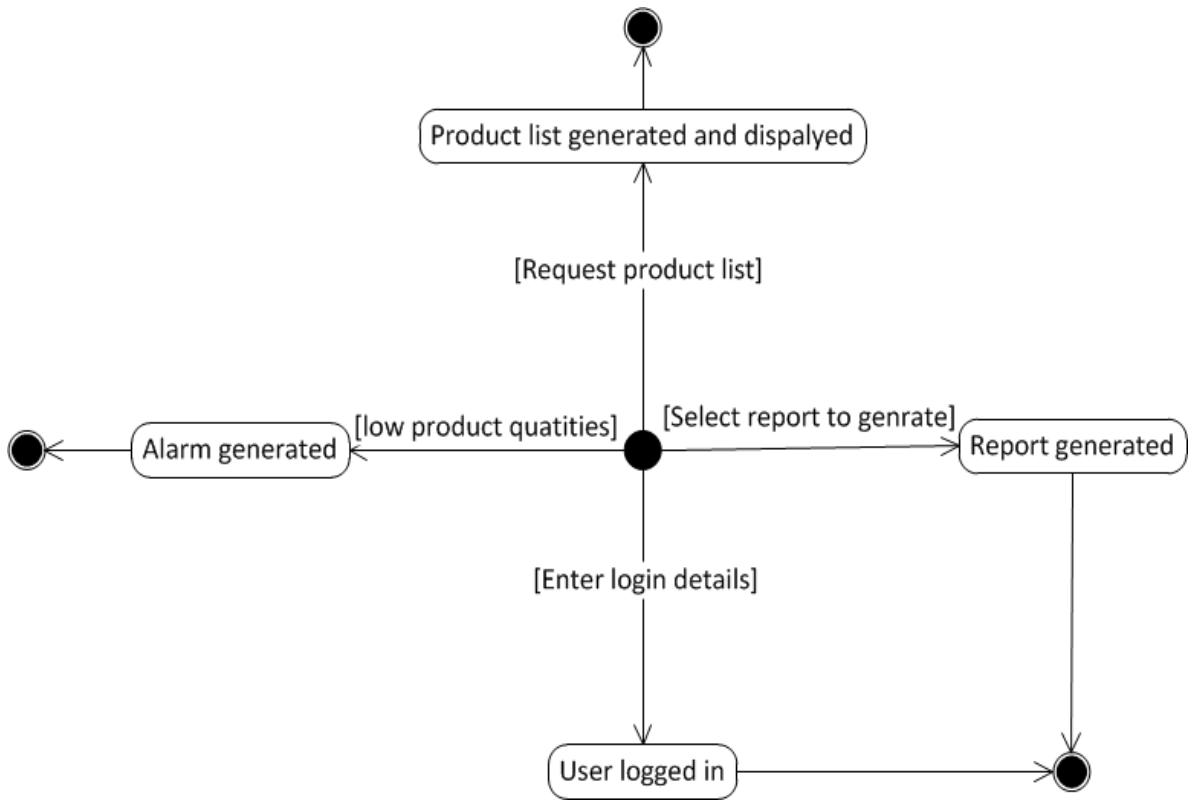 Product list generated and dispalyed
[Request product list]
[low product quatities]
[Select report to genrate]
Alarm generated
Report generated
[Enter login details]
User logged in